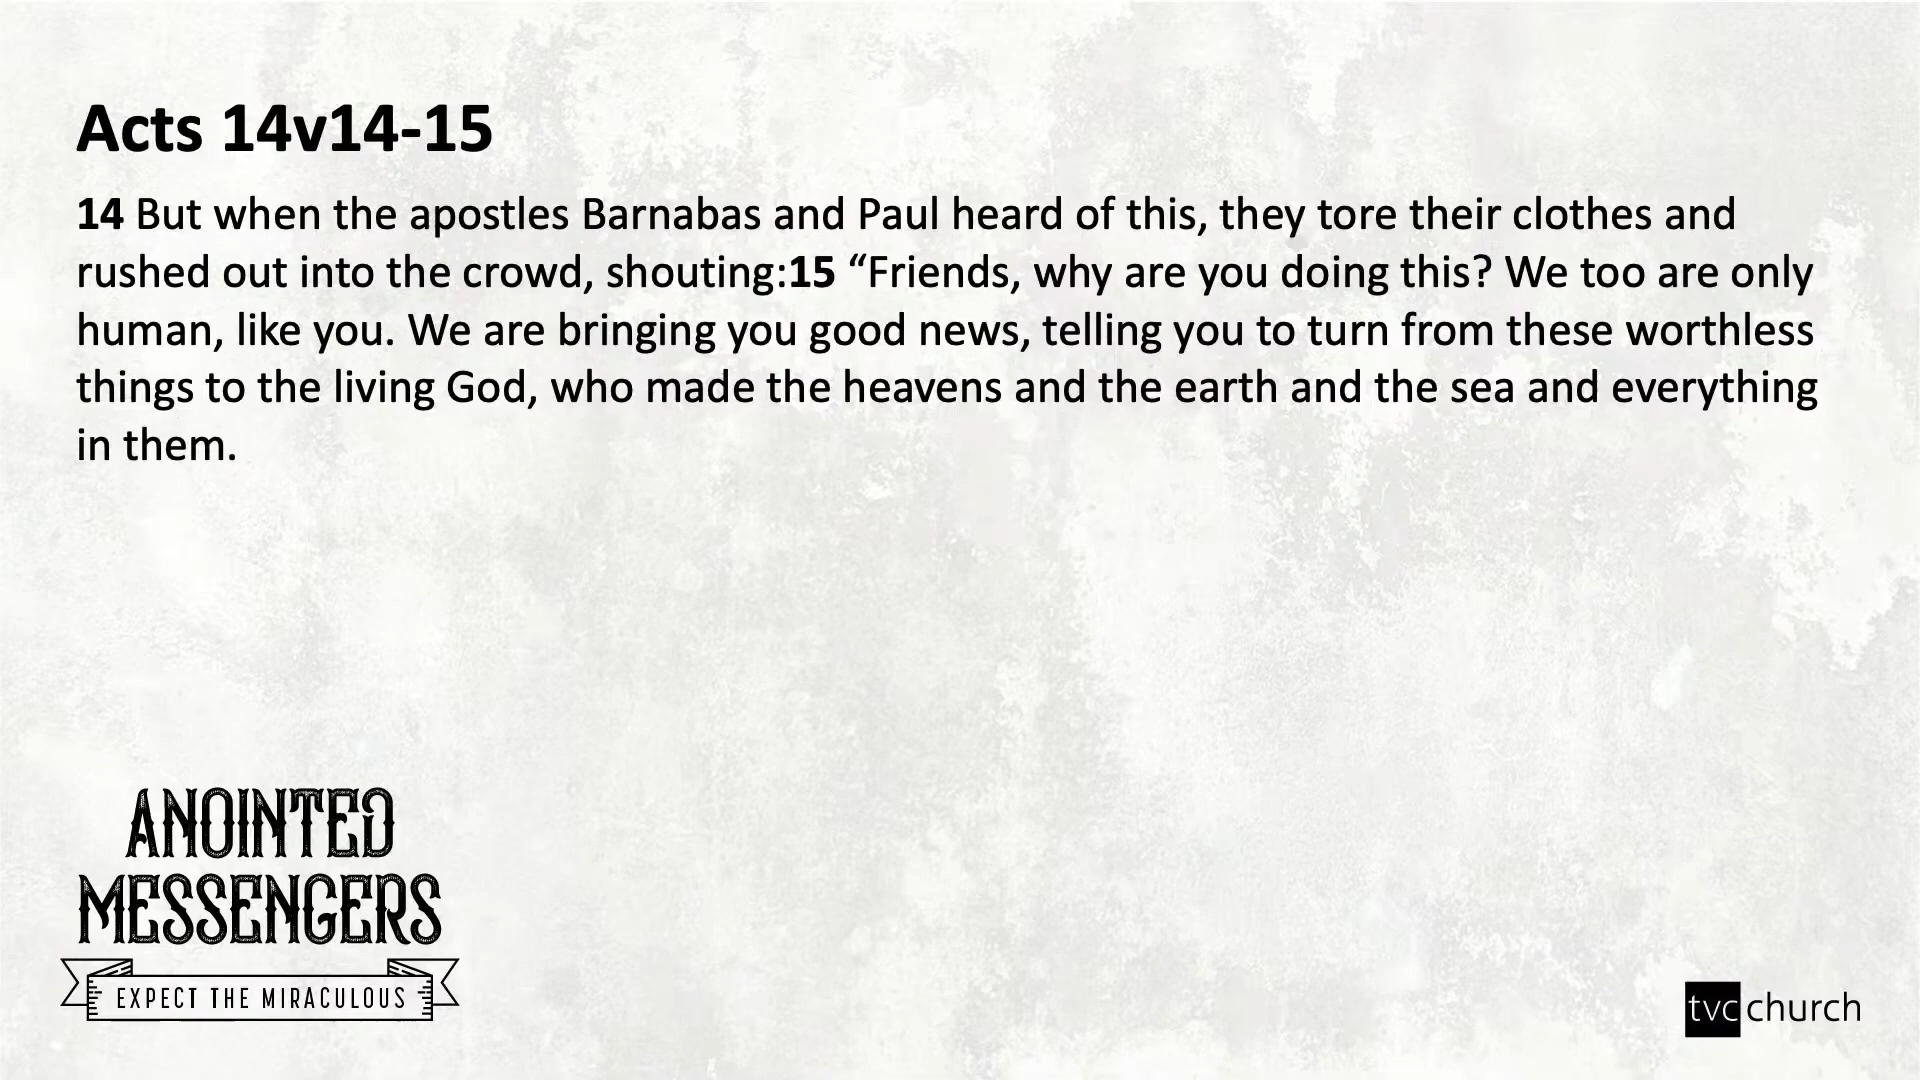 Acts 14v14-15
14 But when the apostles Barnabas and Paul heard of this, they tore their clothes and
rushed out into the crowd, shouting:15 “Friends, why are you doing this? We too are only
human, like you. We are bringing you good news, telling you to turn from these worthless
things to the living God, who made the heavens and the earth and the sea and everything
in them.
ANOINTED
MESSENGERS
EXPECT THE MIRACULOUS
tvc church